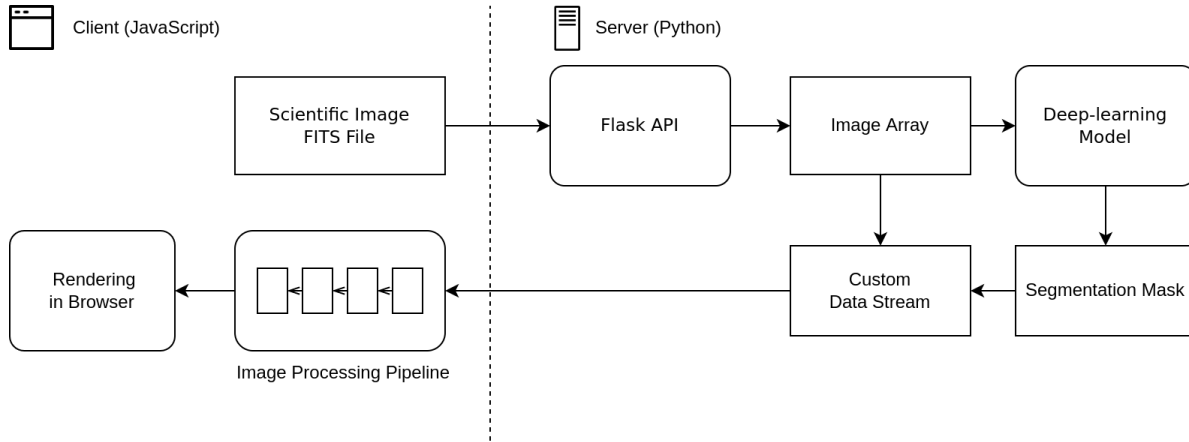 Client (JavaScript)
Server (Python)
Scientific Image
FITS File
Flask API
Image Array
Deep-learning
Model
Rendering
in Browser
Custom
Data Stream
Segmentation Mask
Image Processing Pipeline